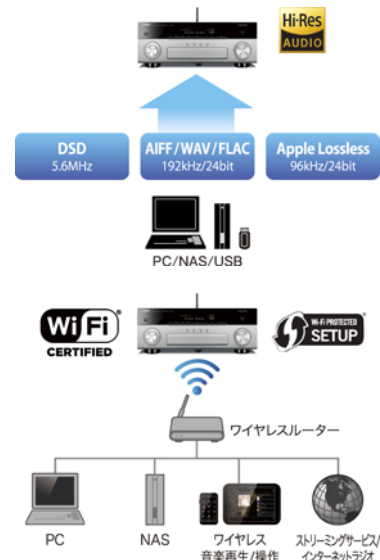 Hi-Res
AUDIO
DSD
5.6MHz
AIFF/WAV/FLAC
192kHz/24bit
Apple Lossless
96kHz/24bit
PC/NAS/USB
Wi Fi
CERTIFIED
WI-FI PROTECTED
SETUP
ワイヤレスルーター
PC
NAS
ワイヤレス
音楽再生/操作
ストリーミングサービス/
インターネットラジオ